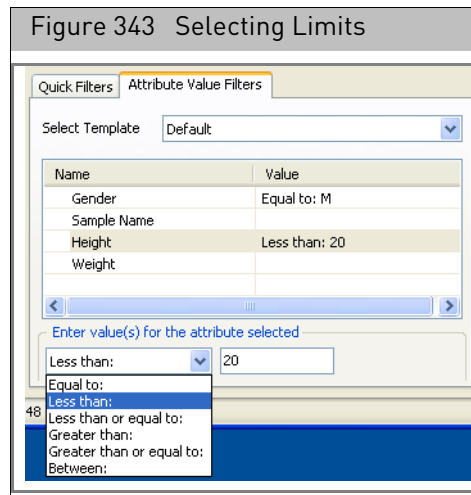 Figure 343 Selecting Limits
Quick Filters Attribute Value Filters
Select Template Default
Name Value
Gender Equal to: M
Sample Name
Height Less than: 20
Weight
Enter value(s) for the attribute selected
Less than: 20
Equal to:
Less than:
48
Less than or equal to:
Greater than:
Greater than or equal to:
Between: